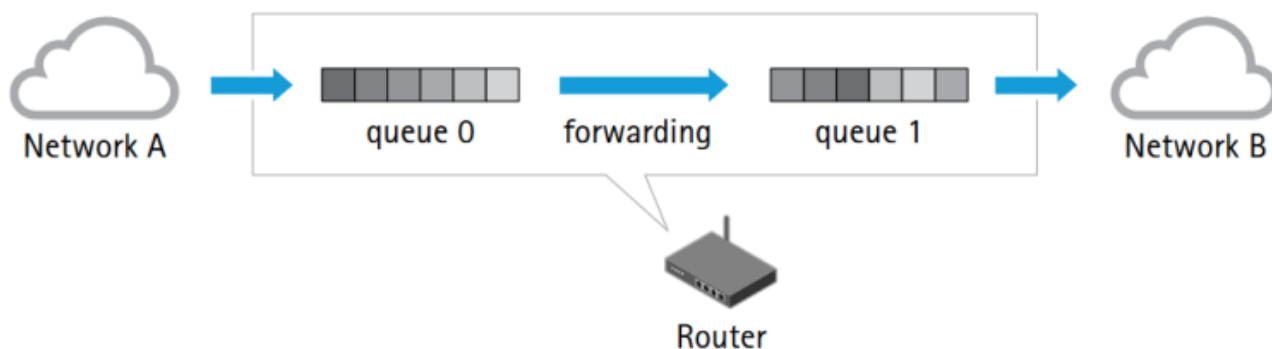 Network A
queue 0
forwarding
queue 1
Network B
Router